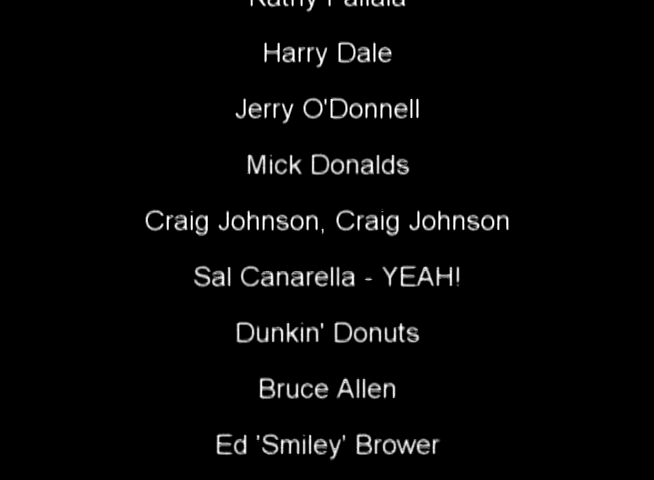 Kathy
Harry Dale
Jerry O'Donnell
Mick Donalds
Craig Johnson, Craig Johnson
Sal Canarella - YEAH!
Dunkin' Donuts
Bruce Allen
Ed 'Smiley' Brower